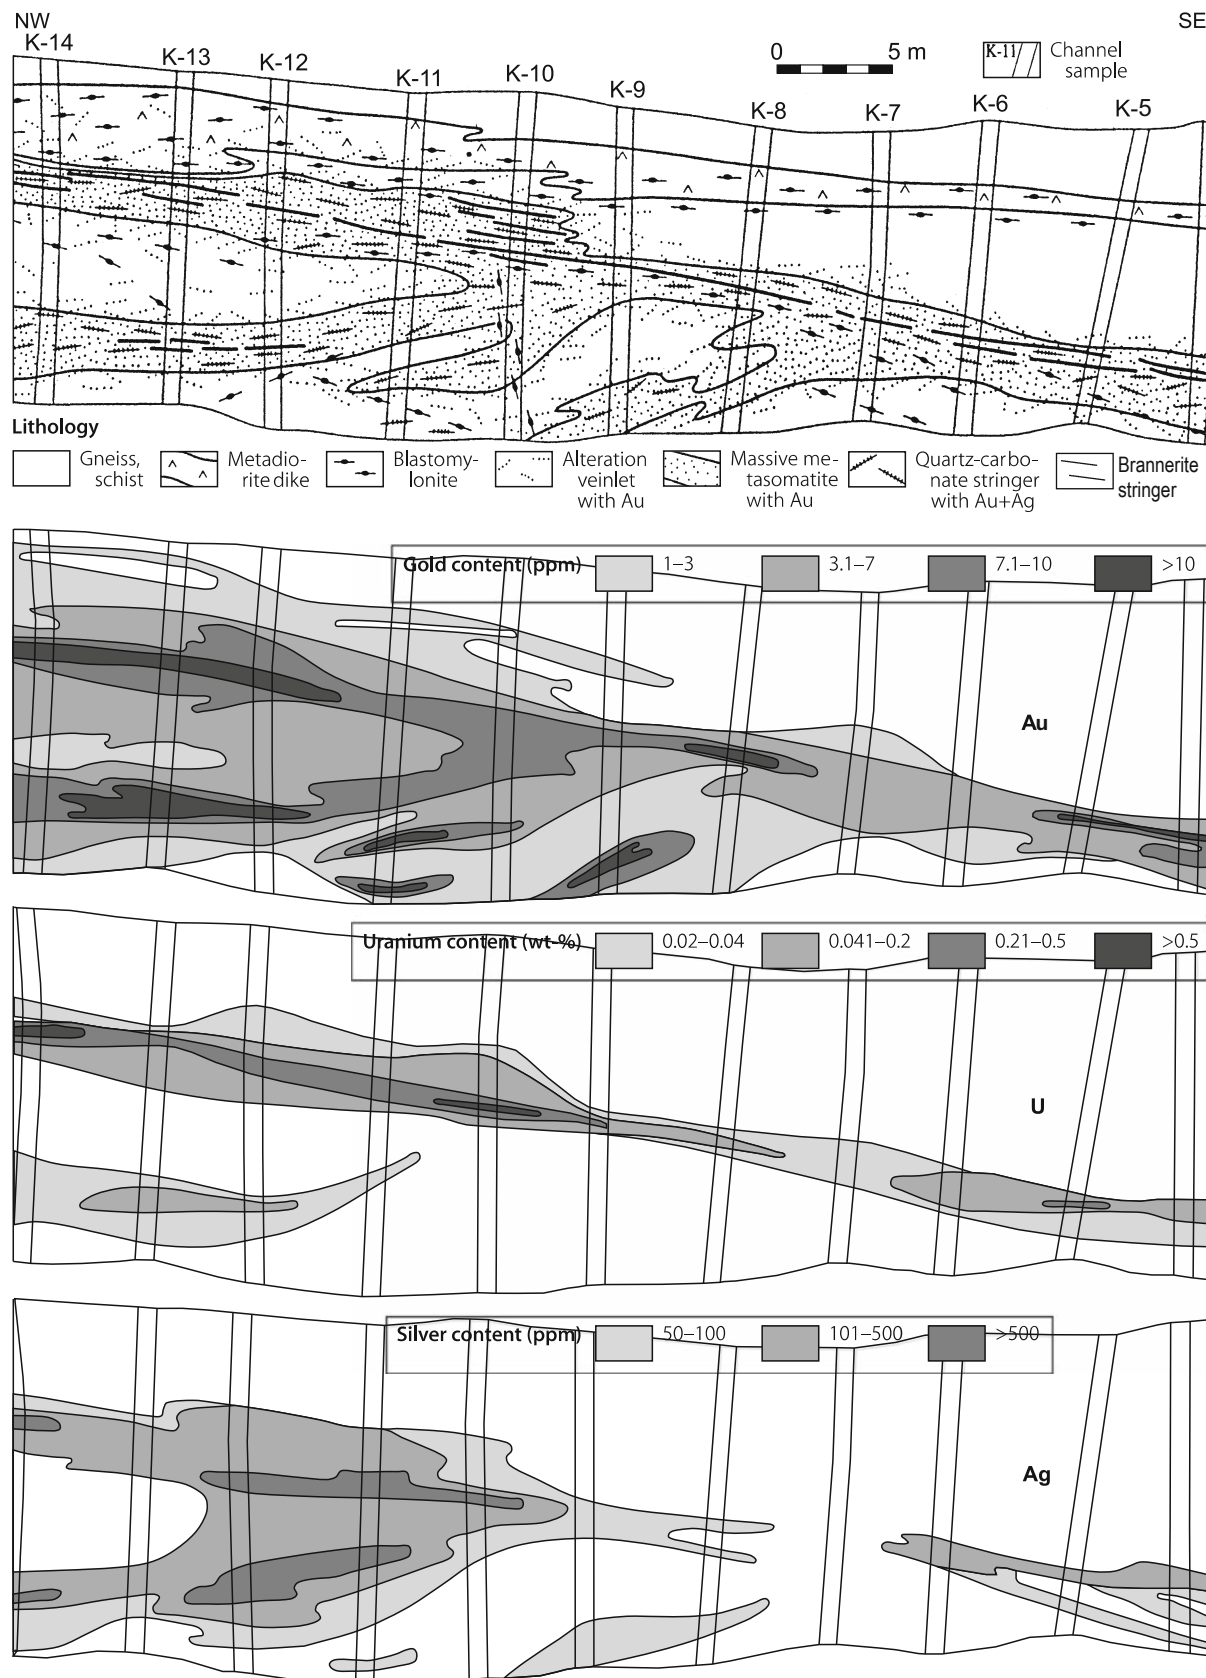 NW
SE
K-14
K-13
K-12
K-11
K-10
K-9
K-8
K-7
K-6
K-5
0 5 m
K-11 Channel
sample
Lithology
Gneiss,
schist
Metadio-
rite dike
Blastomy-
lonite
Alteration
veinlet
with Au
Massive me-
tasomatite
with Au
Quartz-carbo-
nate stringer
with Au+Ag
Brannerite
stringer
Gold content (ppm) 1–3 3.1–7 7.1–10 >10
Au
Uranium content (wt-%) 0.02–0.04 0.041–0.2 0.21–0.5 >0.5
U
Silver content (ppm) 50–100 101–500 >500
Ag